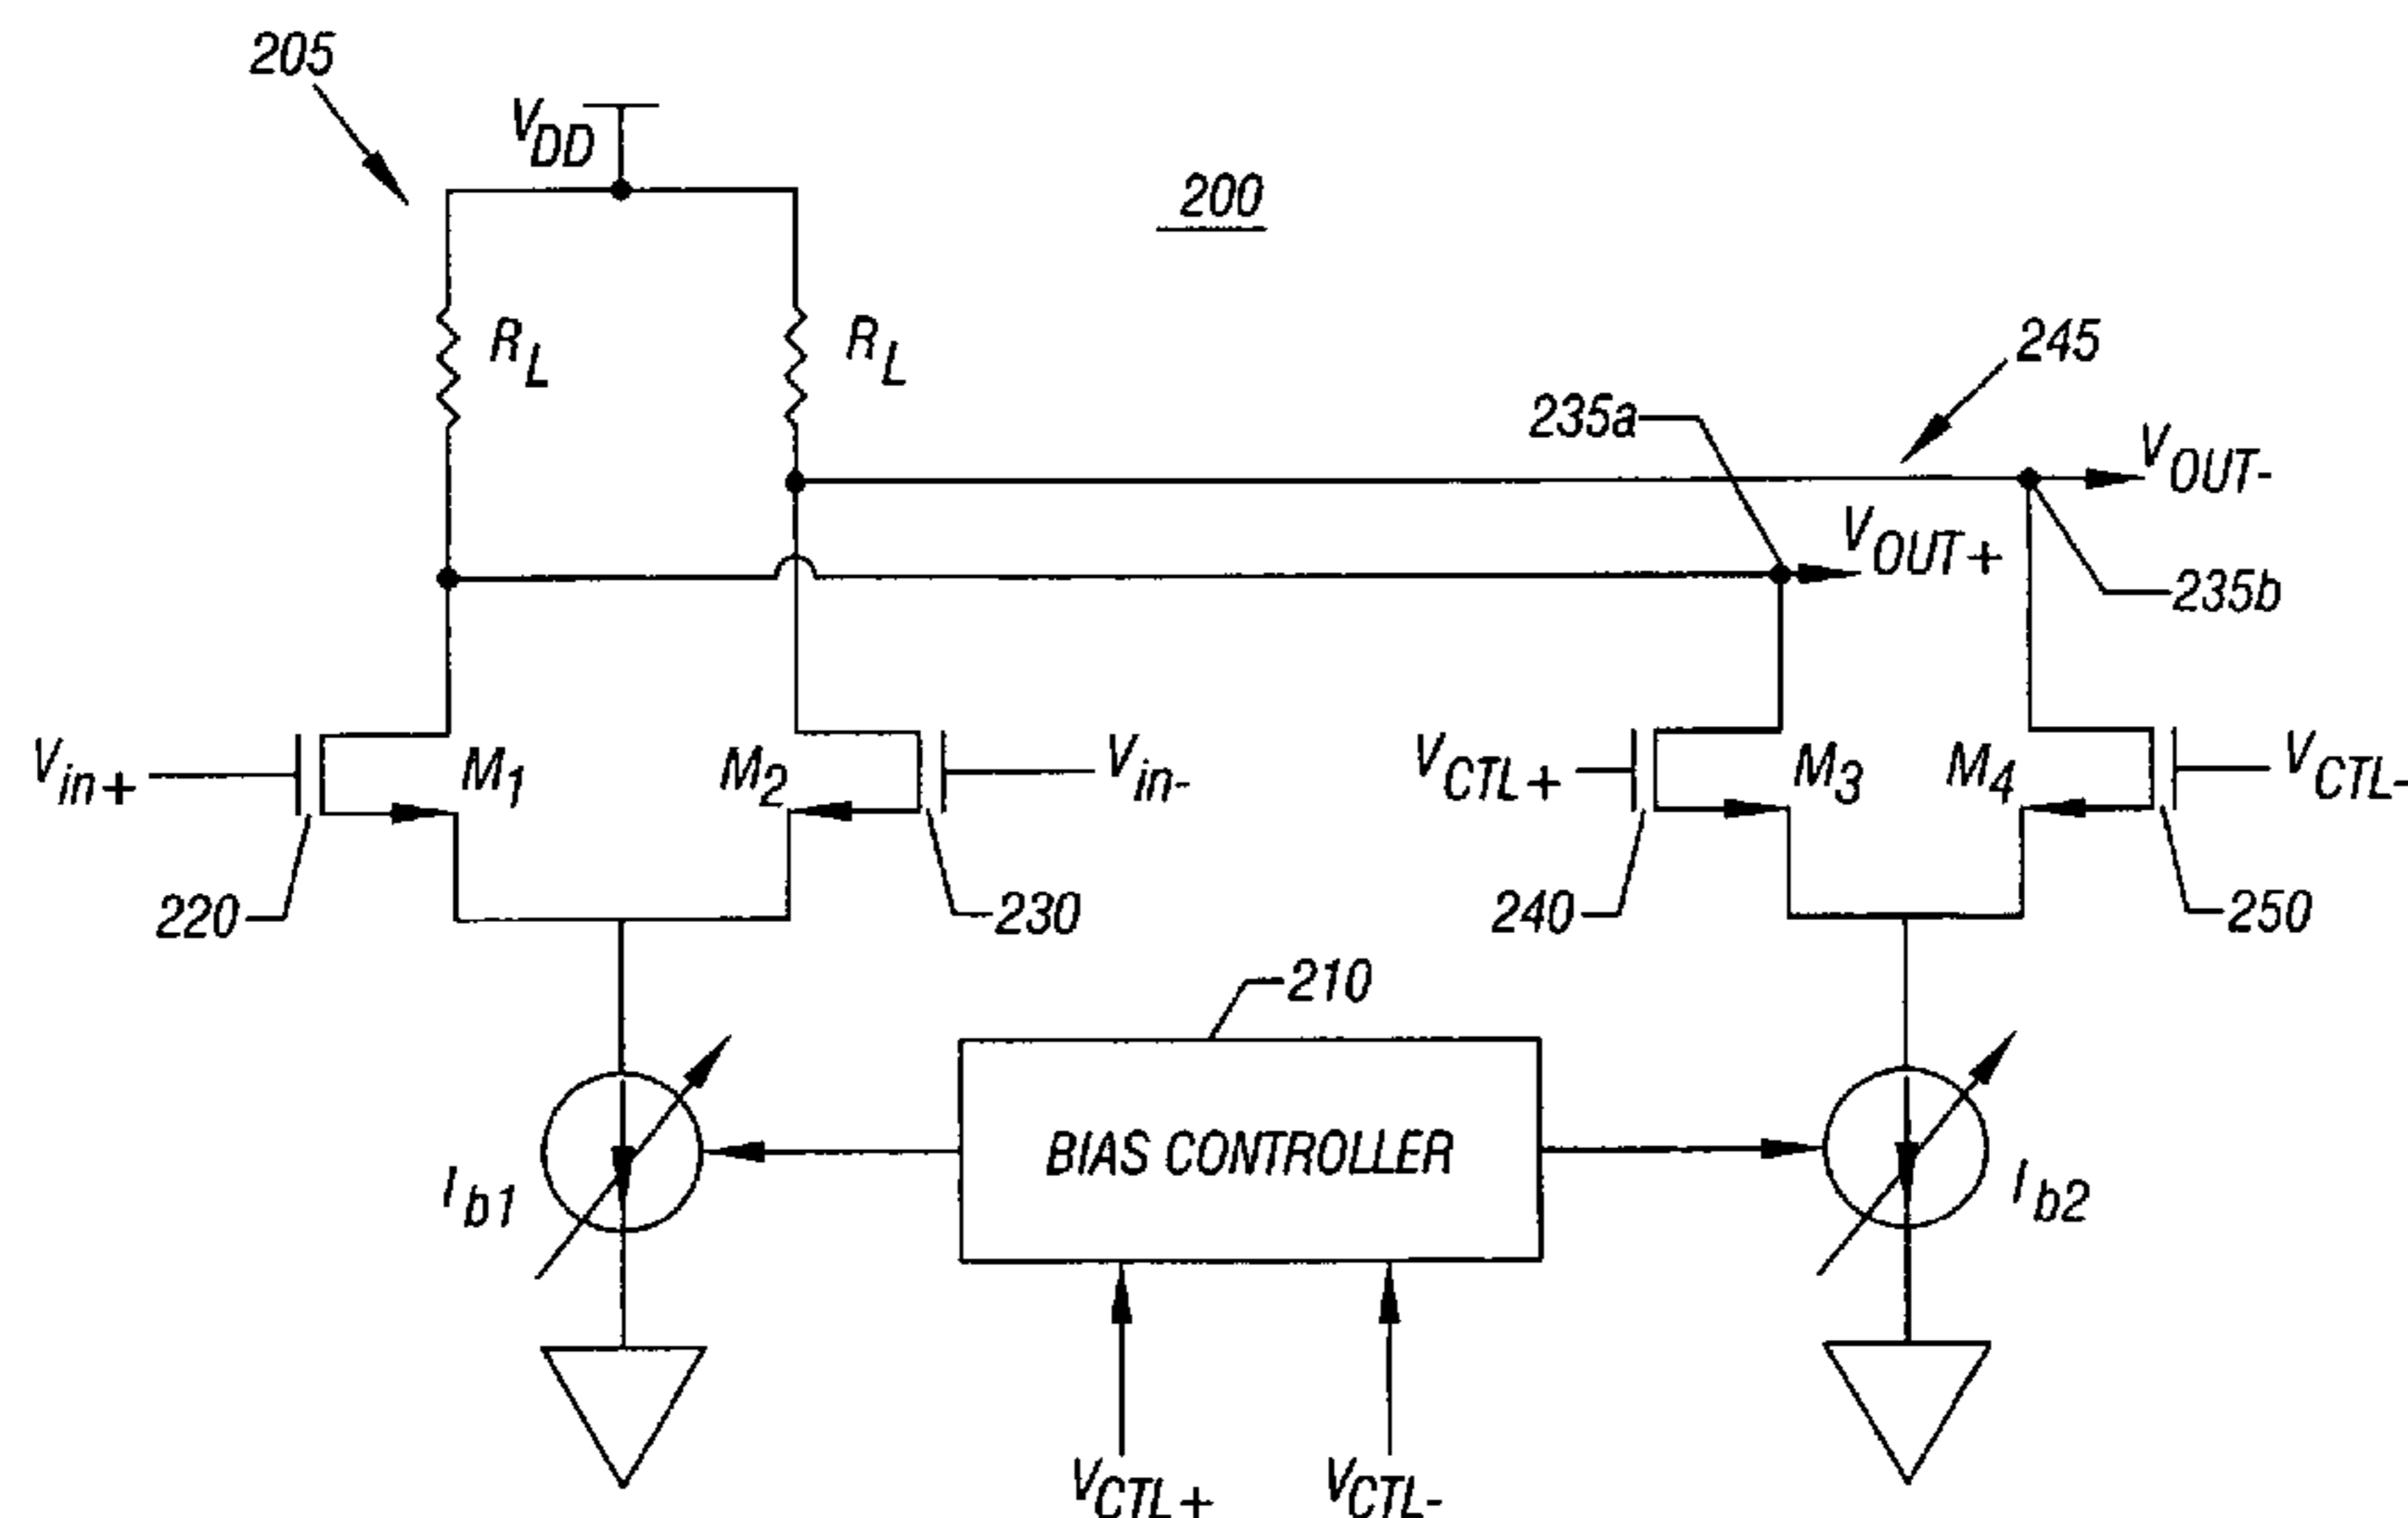 205
V_DD
200
R_L
R_L
245
235a
V_OUT-
V_OUT+
235b
V_in+
M_1
M_2
V_in-
V_CTL+
M_3
M_4
V_CTL-
220
230
240
250
210
I_b1
BIAS CONTROLLER
I_b2
V_CTL+
V_CTL-